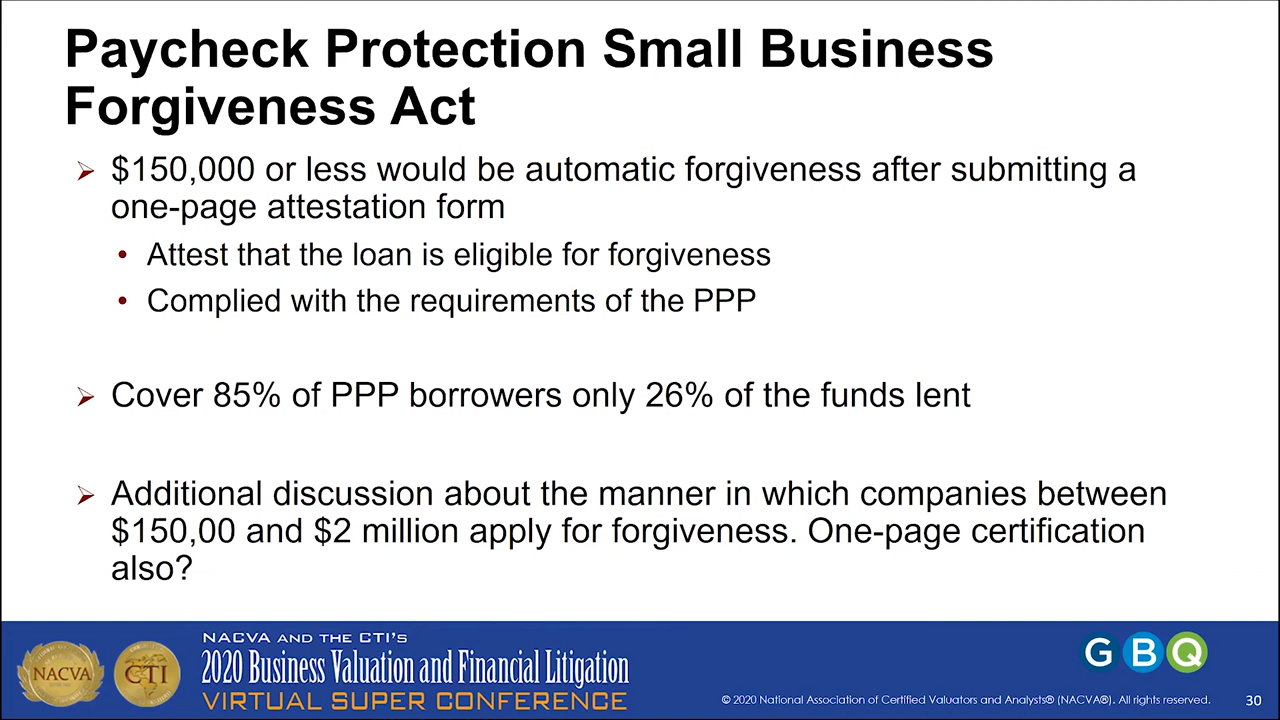 Paycheck Protection Small Business
Forgiveness Act
➢ $150,000 or less would be automatic forgiveness after submitting a
one-page attestation form
• Attest that the loan is eligible for forgiveness
• Complied with the requirements of the PPP
➢ Cover 85% of PPP borrowers only 26% of the funds lent
➢ Additional discussion about the manner in which companies between
$150,00 and $2 million apply for forgiveness. One-page certification
also?
NACVA
CTI
NACVA AND THE CTI'S
2020 Business Valuation and Financial Litigation
VIRTUAL SUPER CONFERENCE
GBQ
© 2020 National Association of Certified Valuators and Analysts® (NACVA®). All rights reserved.
30